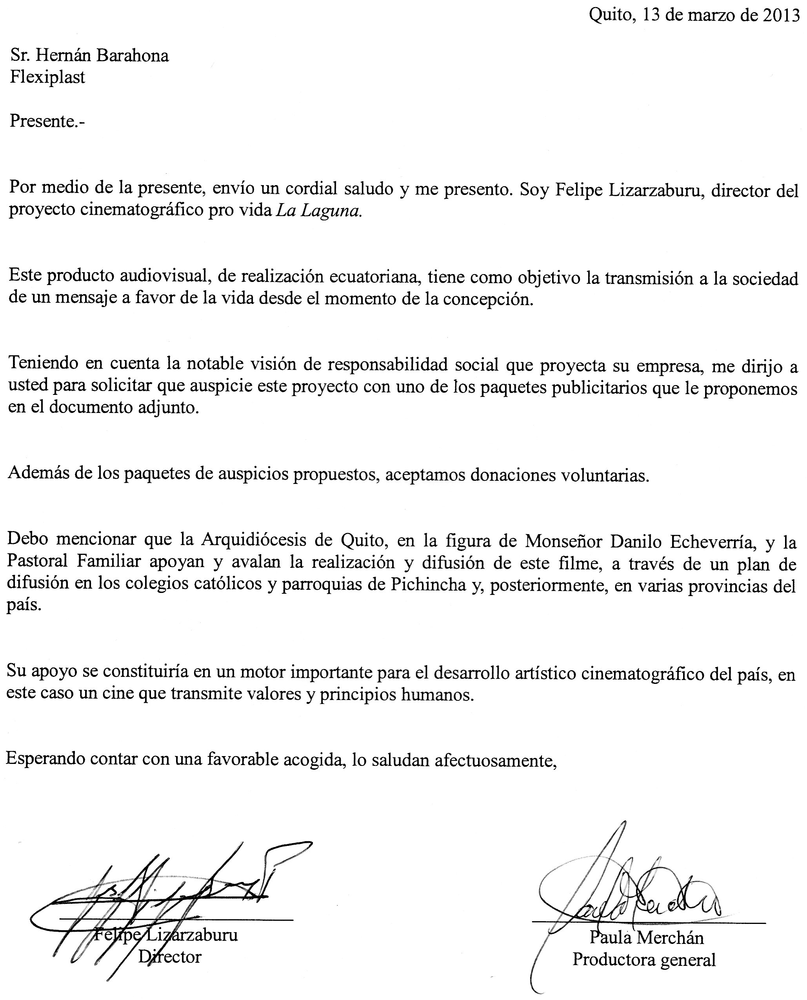 Quito, 13 de marzo de 2013
Sr. Hernán Barahona
Flexiplast
Presente.-
Por medio de la presente, envío un cordial saludo y me presento. Soy Felipe Lizarzaburu, director del
proyecto cinematográfico pro vida La Laguna.
Este producto audiovisual, de realización ecuatoriana, tiene como objetivo la transmisión a la sociedad
de un mensaje a favor de la vida desde el momento de la concepción.
Teniendo en cuenta la notable visión de responsabilidad social que proyecta su empresa, me dirijo a
usted para solicitar que auspicie este proyecto con uno de los paquetes publicitarios que le proponemos
en el documento adjunto.
Además de los paquetes de auspicios propuestos, aceptamos donaciones voluntarias.
Debo mencionar que la Arquidiócesis de Quito, en la figura de Monseñor Danilo Echeverría, y la
Pastoral Familiar apoyan y avalan la realización y difusión de este filme, a través de un plan de
difusión en los colegios católicos y parroquias de Pichincha y, posteriormente, en varias provincias del
país.
Su apoyo se constituiría en un motor importante para el desarrollo artístico cinematográfico del país, en
este caso un cine que transmite valores y principios humanos.
Esperando contar con una favorable acogida, lo saludan afectuosamente,
Felipe Lizarzaburu
Director
Paula Merchán
Productora general